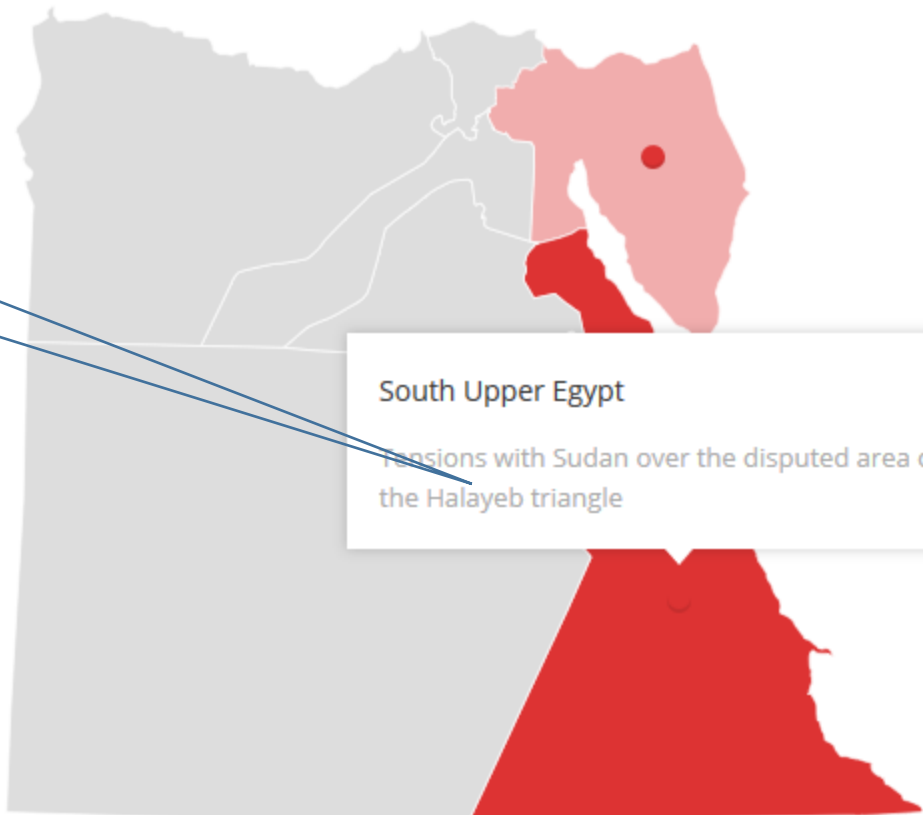 South Upper Egypt
Tensions with Sudan over the disputed area
the Halayeb triangle